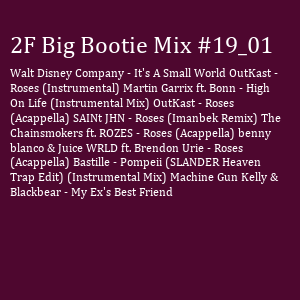 2F Big Bootie Mix #19_01
Walt Disney Company - It's A Small World OutKast -
Roses (Instrumental) Martin Garrix ft. Bonn - High
On Life (Instrumental Mix) OutKast - Roses
(Acappella) SAINt JHN - Roses (Imanbek Remix) The
Chainsmokers ft. ROZES - Roses (Acappella) benny
blanco & Juice WRLD ft. Brendon Urie - Roses
(Acappella) Bastille - Pompeii (SLANDER Heaven
Trap Edit) (Instrumental Mix) Machine Gun Kelly &
Blackbear - My Ex's Best Friend